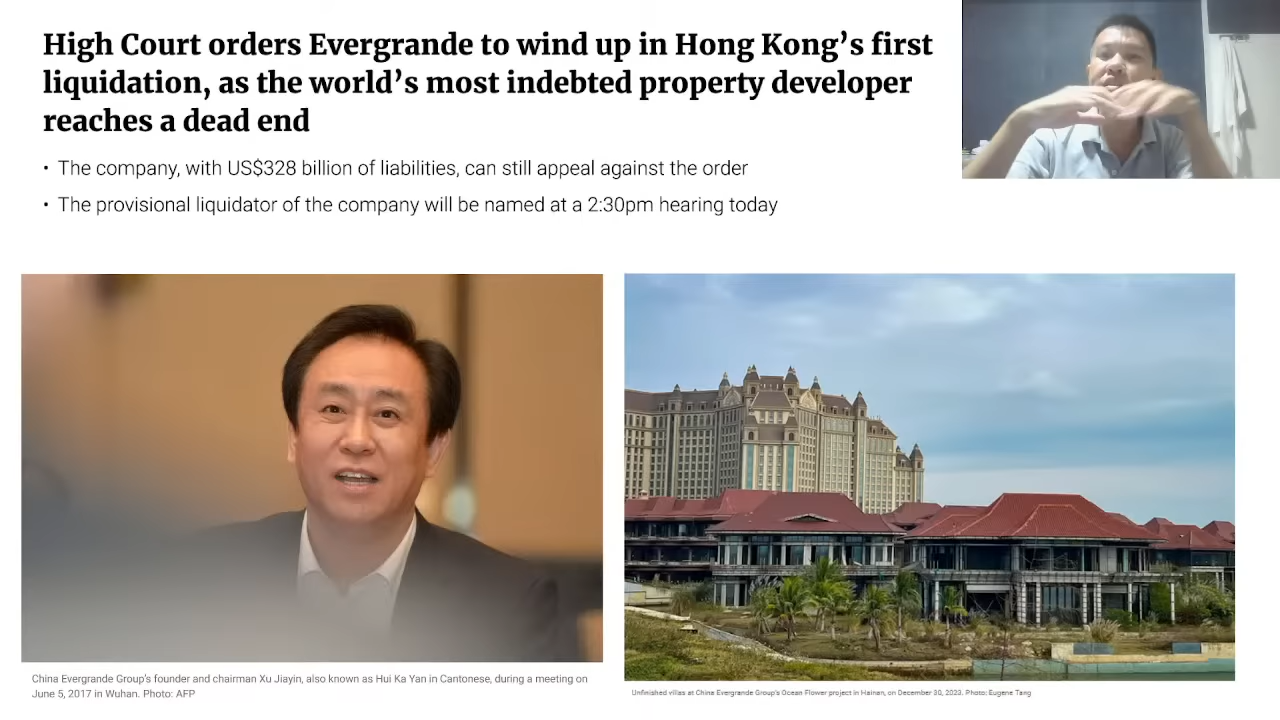 High Court orders Evergrande to wind up in Hong Kong’s first
liquidation, as the world’s most indebted property developer
reaches a dead end
• The company, with US$328 billion of liabilities, can still appeal against the order
• The provisional liquidator of the company will be named at a 2:30pm hearing today
China Evergrande Group’s founder and chairman Xu Jiayin, also known as Hui Ka Yan in Cantonese, during a meeting on
June 5, 2017 in Wuhan. Photo: AFP
Unfinished villas at China Evergrande Group’s Ocean Flower project in Hainan, on December 30, 2023. Photo: Eugene Tang